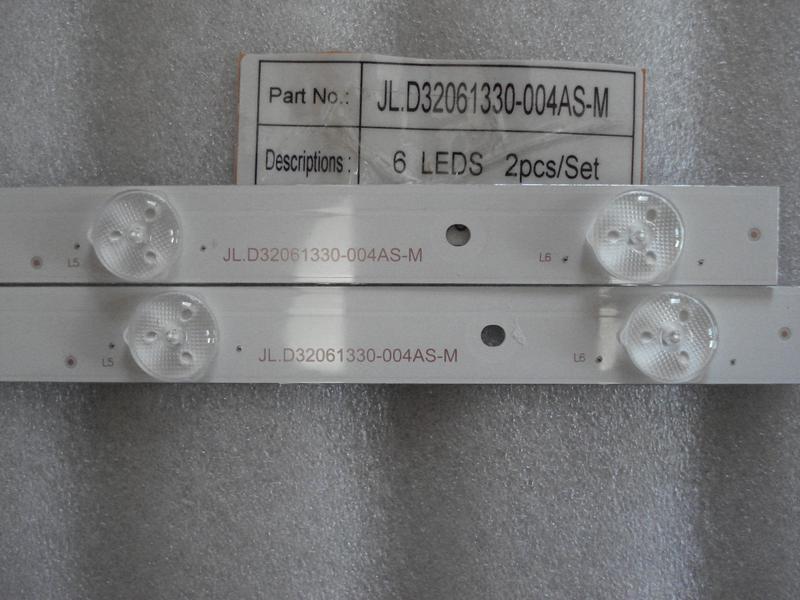 Part No.: JL.D32061330-004AS-M
Descriptions: 6 LEDS 2pcs/Set
L5 JL.D32061330-004AS-M L6
L5 JL.D32061330-004AS-M L6